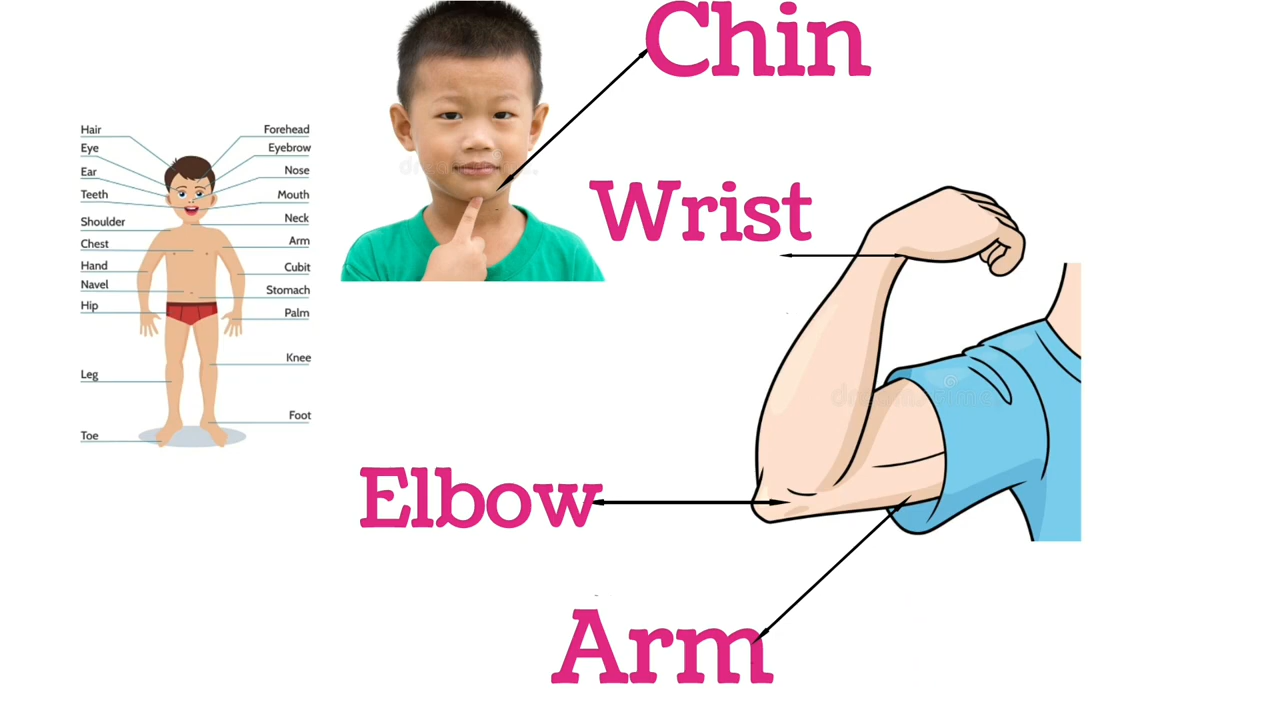 Chin
Wrist
Elbow
Arm
Hair
Eye
Ear
Teeth
Shoulder
Chest
Hand
Navel
Hip
Leg
Toe
Forehead
Eyebrow
Nose
Mouth
Neck
Arm
Cubit
Stomach
Palm
Knee
Foot